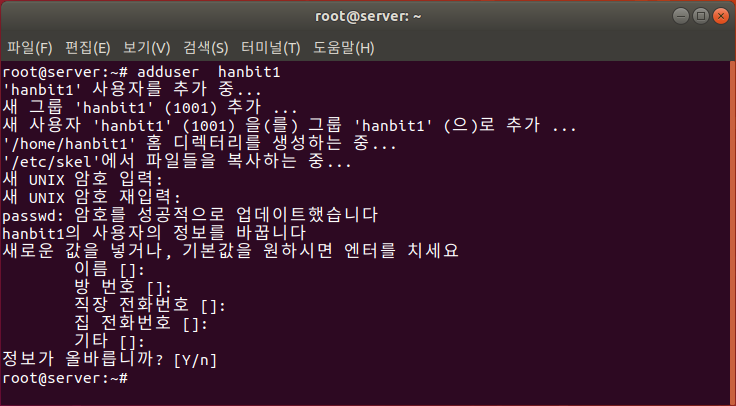 root@server: ~
파일(F) 편집(E) 보기(V) 검색(S) 터미널(T) 도움말(H)
root@server:~# adduser  hanbit1
'hanbit1' 사용자를 추가 중...
새 그룹 'hanbit1' (1001) 추가 ...
새 사용자 'hanbit1' (1001) 을(를) 그룹 'hanbit1' (으)로 추가 ...
'/home/hanbit1' 홈 디렉터리를 생성하는 중...
'/etc/skel'에서 파일들을 복사하는 중...
새 UNIX 암호 입력:
새 UNIX 암호 재입력:
passwd: 암호를 성공적으로 업데이트했습니다
hanbit1의 사용자의 정보를 바꿉니다
새로운 값을 넣거나, 기본값을 원하시면 엔터를 치세요
이름 []:
방 번호 []:
직장 전화번호 []:
집 전화번호 []:
기타 []:
정보가 올바릅니까? [Y/n]
root@server:~#